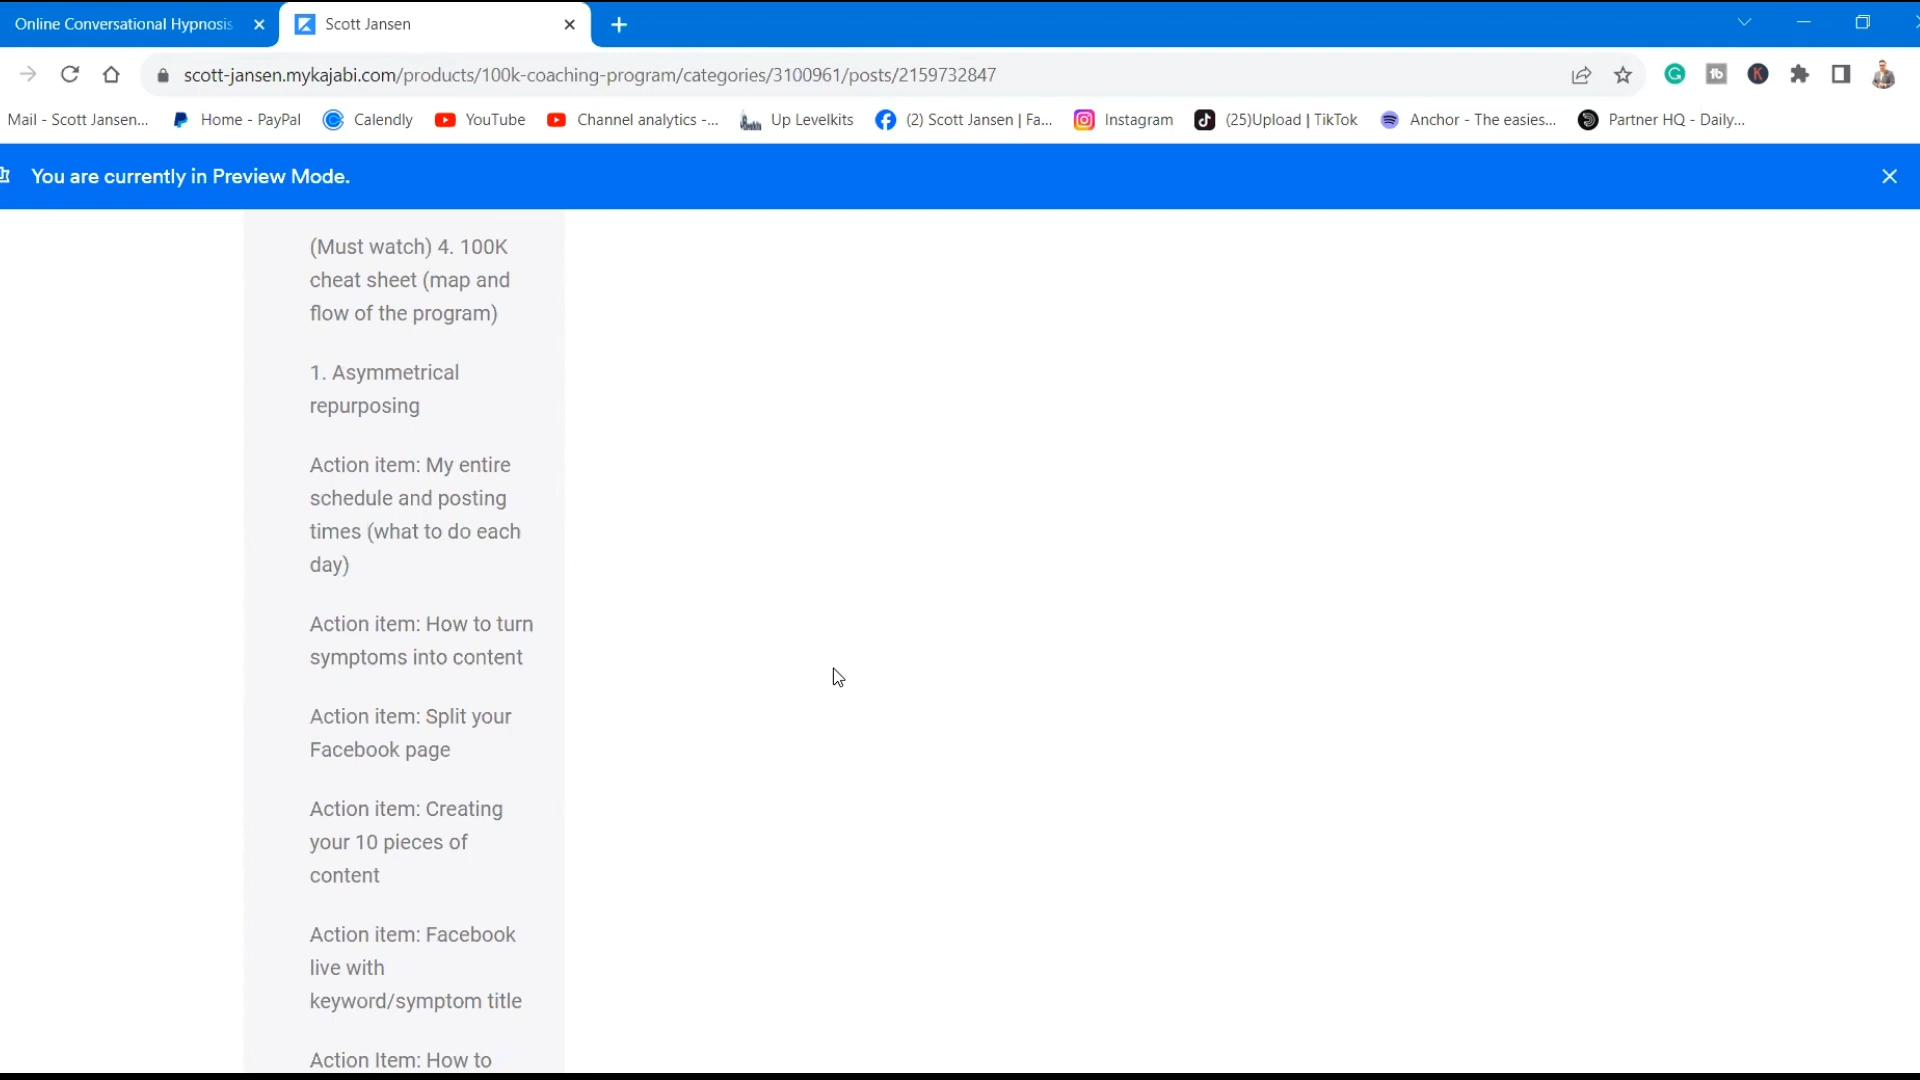 Online Conversational Hypnosis
Scott Jansen
scott-jansen.mykajabi.com/products/100k-coaching-program/categories/3100961/posts/2159732847
Mail - Scott Jansen...
Home - PayPal
Calendly
YouTube
Channel analytics -...
Up Levelkits
(2) Scott Jansen | Fa...
Instagram
(25)Upload | TikTok
Anchor - The easies...
Partner HQ - Daily...
You are currently in Preview Mode.
(Must watch) 4. 100K
cheat sheet (map and
flow of the program)
1. Asymmetrical
repurposing
Action item: My entire
schedule and posting
times (what to do each
day)
Action item: How to turn
symptoms into content
Action item: Split your
Facebook page
Action item: Creating
your 10 pieces of
content
Action item: Facebook
live with
keyword/symptom title
Action Item: How to